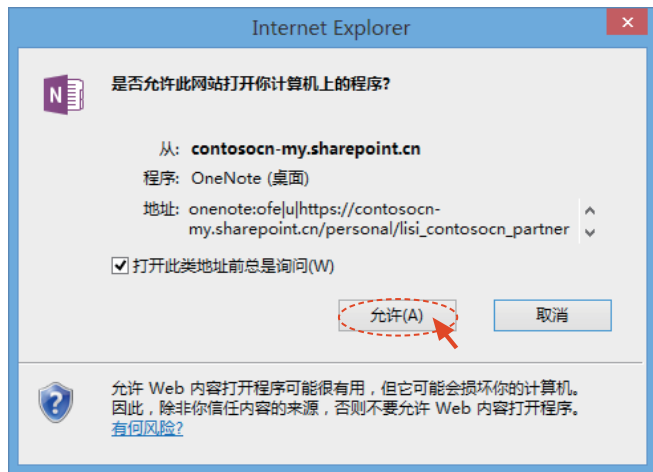 Internet Explorer
是否允许此网站打开你计算机上的程序?
从: contosocn-my.sharepoint.cn
程序: OneNote (桌面)
地址: onenote:ofe|u|https://contosocn-
my.sharepoint.cn/personal/lisi_contosocn_partner
打开此类地址前总是询问(W)
允许(A) 取消
允许 Web 内容打开程序可能很有用，但它可能会损坏你的计算机。
因此，除非你信任内容的来源，否则不要允许 Web 内容打开程序。
有何风险?